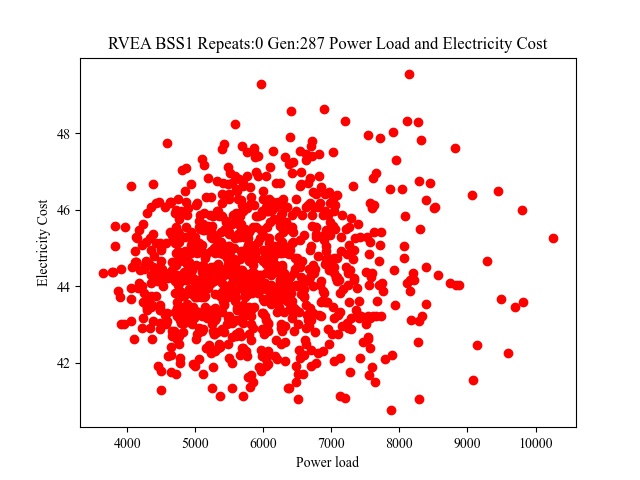 RVEA BSS1 Repeats:0 Gen:287 Power Load and Electricity Cost
Electricity Cost
48
46
44
42
4000 5000 6000 7000 8000 9000 10000
Power load